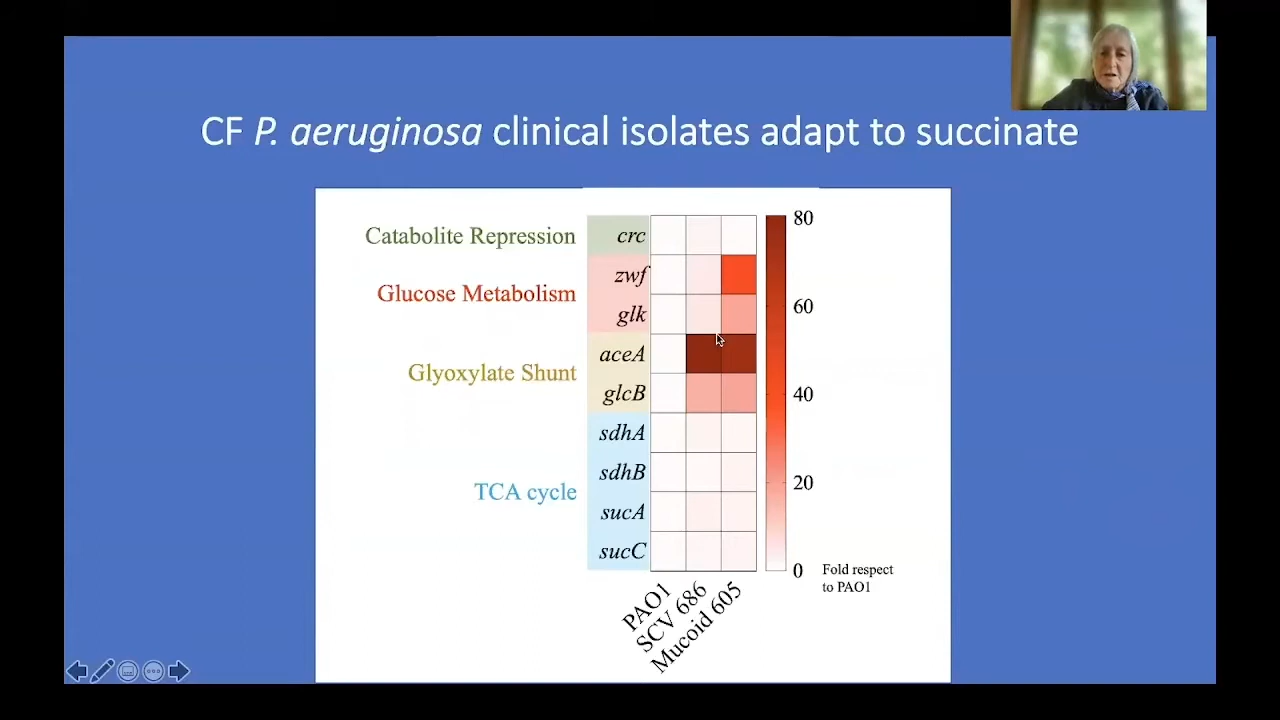 CF P. aeruginosa clinical isolates adapt to succinate
Catabolite Repression
Glucose Metabolism
Glyoxylate Shunt
TCA cycle
crc
zwf
glk
aceA
glcB
sdhA
sdhB
sucA
sucC
PAO1
SCV 686
Mucoid 605
80
60
40
20
0
Fold respect
to PAO1